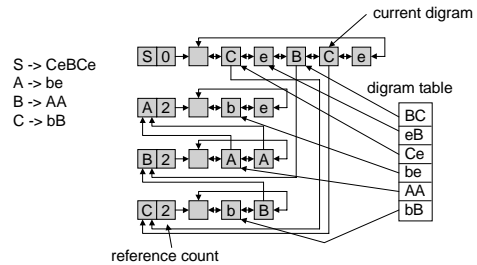 current digram
S 0 C e B C e
S -> CeBCe
A -> be
B -> AA
C -> bB
digram table
A 2 b e
B 2 A A
C 2 b B
BC
eB
Ce
be
AA
bB
reference count